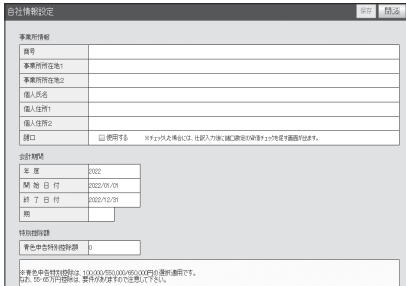 自社情報設定
保存 閉じる
事業所情報
商号
事業所所在地1
事業所所在地2
個人氏名
個人住所1
個人住所2
諸口 使用する ※チェックした場合には、仕訳入力後に諸口勘定の貸借チェックを促す画面が出ます。
会計期間
年 度 2022
開 始 日 付 2022/01/01
終 了 日 付 2022/12/31
期
特別控除額
青色申告特別控除額 0
※青色申告特別控除は、100,000/550,000/650,000円の選択適用です。
なお、55・65万円控除は、要件がありますので注意して下さい。